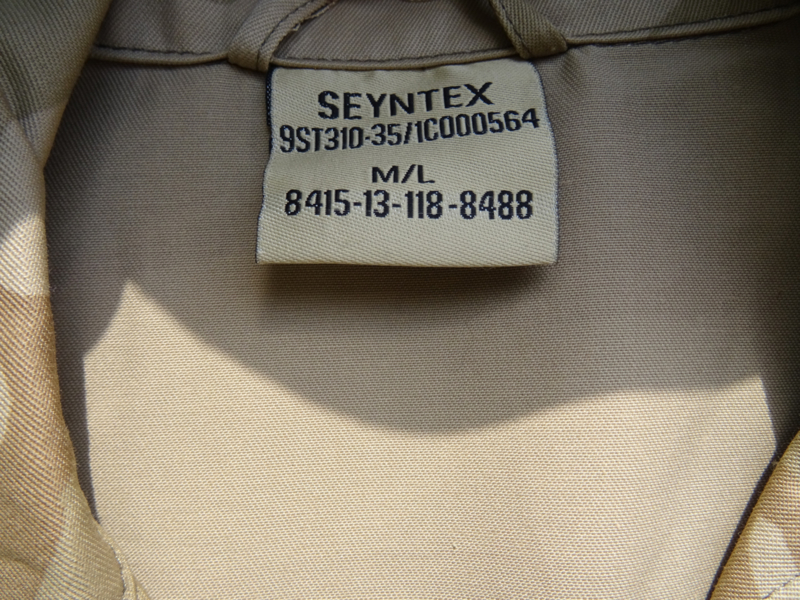 SEYNTEX
9ST310-35/1C000564
M/L
8415-13-118-8488